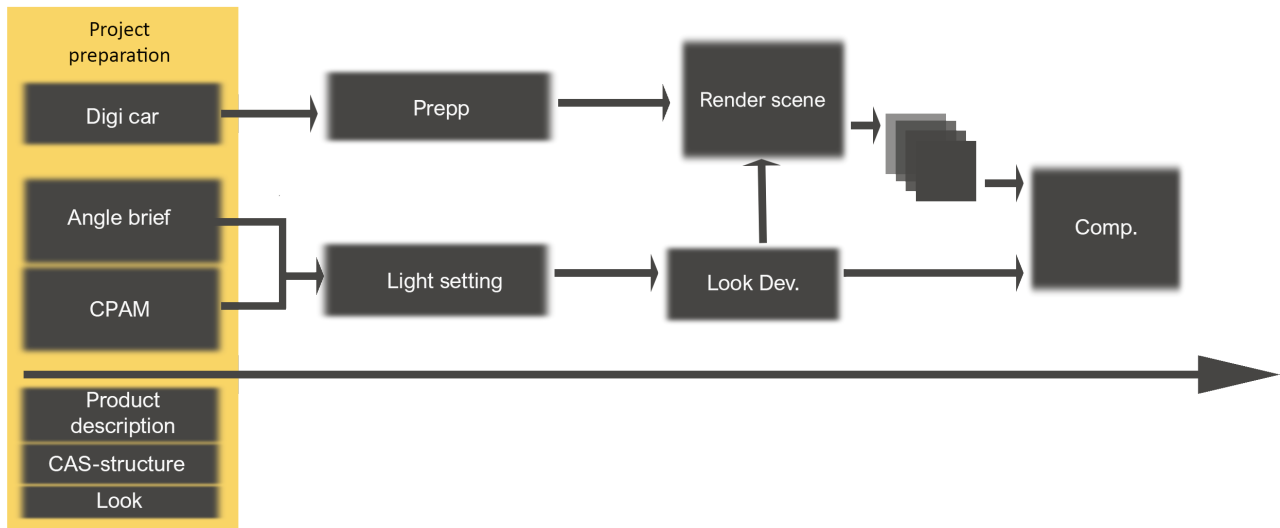 Project
preparation
Digi car
Prepp
Render scene
Angle brief
CPAM
Light setting
Look Dev.
Comp.
Product
description
CAS-structure
Look